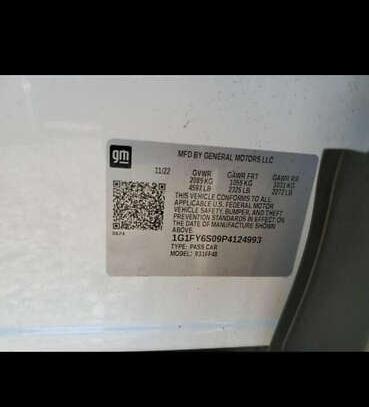 gm
MFD BY GENERAL MOTORS LLC
11/22 GVWR GAWR FRT GAWR RR
2085 KG 1055 KG 1031 KG
4597 LB 2325 LB 2272 LB
THIS VEHICLE CONFORMS TO ALL
APPLICABLE U.S. FEDERAL MOTOR
VEHICLE SAFETY, BUMPER, AND THEFT
PREVENTION STANDARDS IN EFFECT ON
THE DATE OF MANUFACTURE SHOWN
ABOVE.
1G1FY6S09P4124993
TYPE: PASS CAR